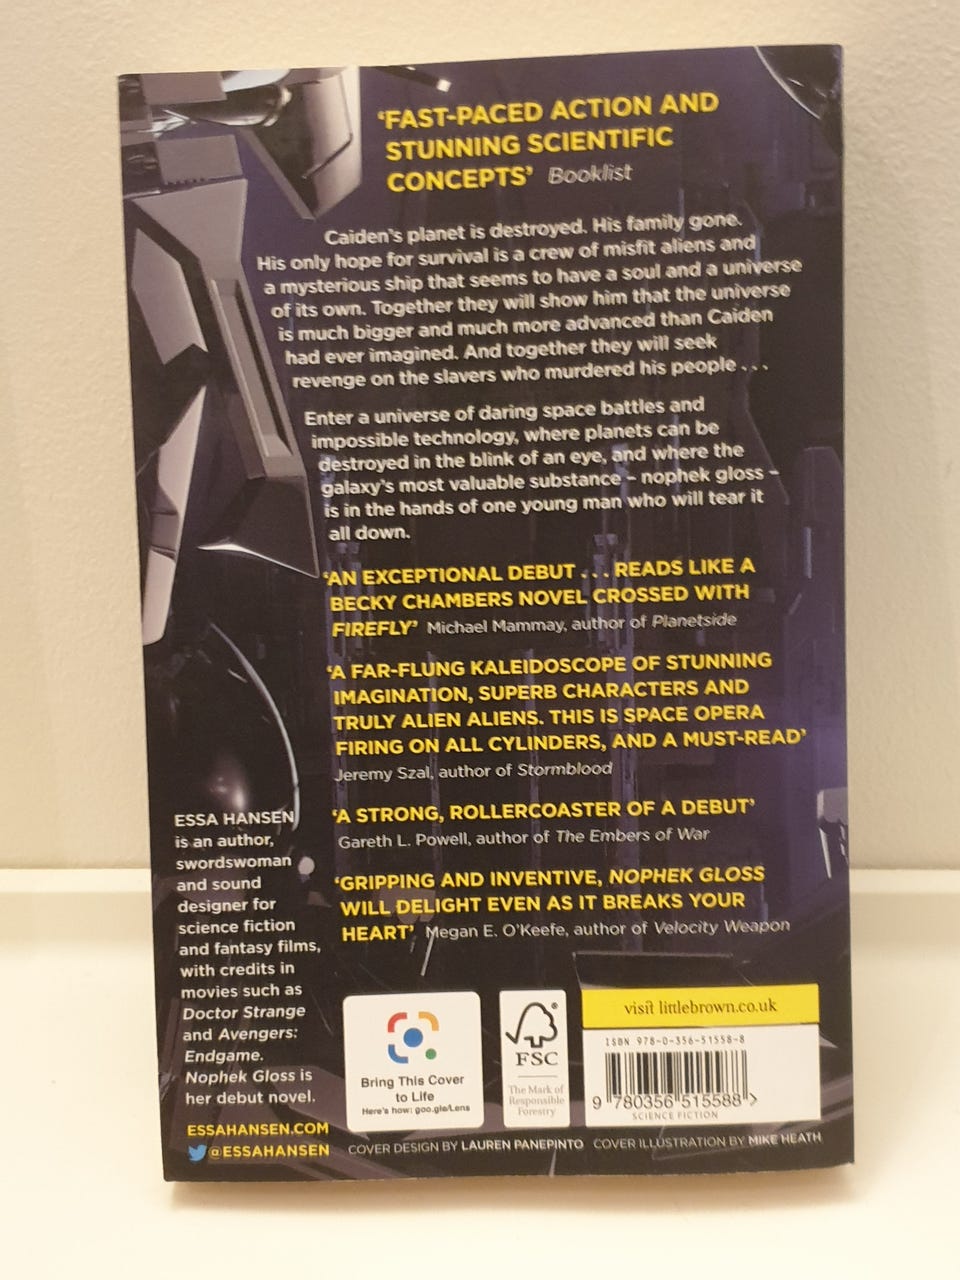 ‘FAST-PACED ACTION AND
STUNNING SCIENTIFIC
CONCEPTS’ Booklist
Caiden’s planet is destroyed. His family gone.
His only hope for survival is a crew of misfit aliens and
a mysterious ship that seems to have a soul and a universe
of its own. Together they will show him that the universe
is much bigger and much more advanced than Caiden
had ever imagined. And together they will seek
revenge on the slavers who murdered his people . . .
Enter a universe of daring space battles and
impossible technology, where planets can be
destroyed in the blink of an eye, and where the
galaxy’s most valuable substance – nophek gloss –
is in the hands of one young man who will tear it
all down.
‘AN EXCEPTIONAL DEBUT . . . READS LIKE A
BECKY CHAMBERS NOVEL CROSSED WITH
FIREFLY’ Michael Mammay, author of Planetside
‘A FAR-FLUNG KALEIDOSCOPE OF STUNNING
IMAGINATION, SUPERB CHARACTERS AND
TRULY ALIEN ALIENS. THIS IS SPACE OPERA
FIRING ON ALL CYLINDERS, AND A MUST-READ’
Jeremy Szal, author of Stormblood
‘A STRONG, ROLLERCOASTER OF A DEBUT’
Gareth L. Powell, author of The Embers of War
‘GRIPPING AND INVENTIVE, NOPHEK GLOSS
WILL DELIGHT EVEN AS IT BREAKS YOUR
HEART’ Megan E. O’Keefe, author of Velocity Weapon
ESSA HANSEN
is an author,
swordswoman
and sound
designer for
science fiction
and fantasy films,
with credits in
movies such as
Doctor Strange
and Avengers:
Endgame.
Nophek Gloss is
her debut novel.
ESSAHANSEN.COM
@ESSAHANSEN
Bring This Cover
to Life
Here’s how: goo.gle/Lens
FSC
The Mark of
Responsible
Forestry
visit littlebrown.co.uk
ISBN 978-0-356-51558-8
9 780356 515588 >
SCIENCE FICTION
COVER DESIGN BY LAUREN PANEPINTO COVER ILLUSTRATION BY MIKE HEATH